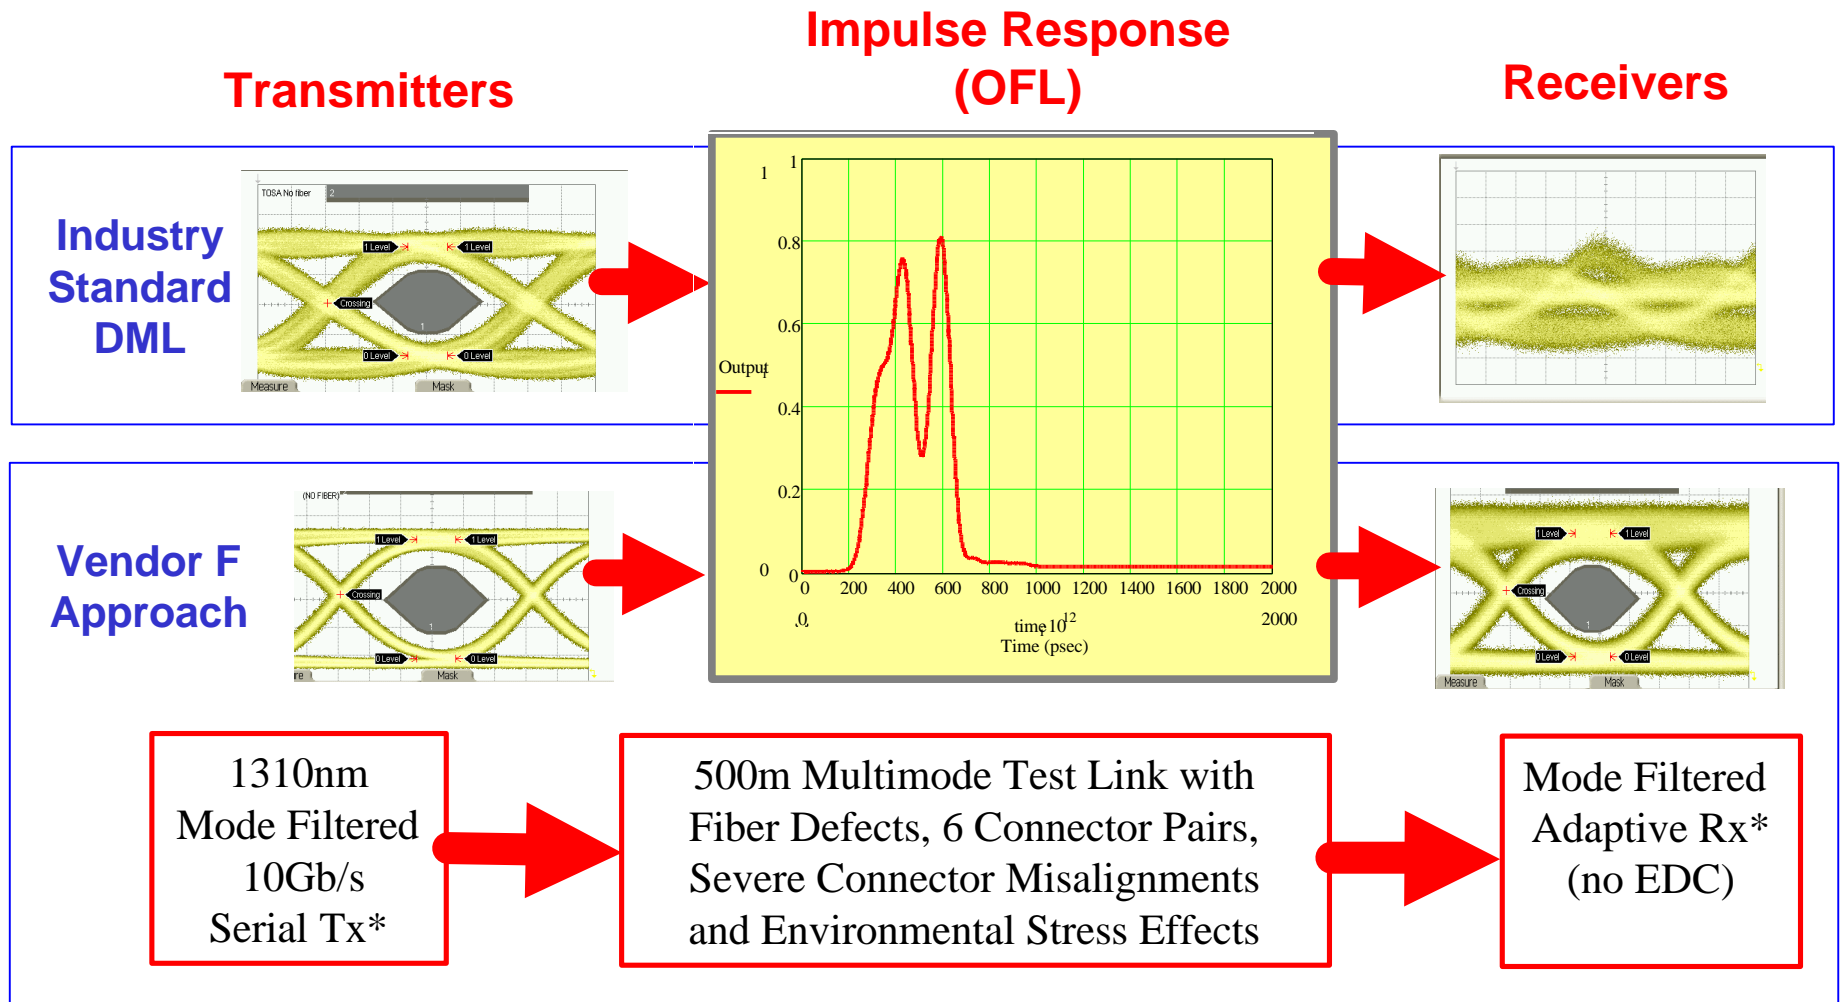 Impulse Response
(OFL)
Transmitters
Receivers
Industry
Standard
DML
TOSA No fiber
2
1 Level
1 Level
Crossing
1
0 Level
0 Level
Measure
Mask
1
1
0.8
0.6
Output
0.4
0.2
0
0
0 200 400 600 800 1000 1200 1400 1600 1800 2000
0
time 10^12
2000
Time (psec)
Vendor F
Approach
(NO FIBER)
1 Level
1 Level
Crossing
1
0 Level
0 Level
re
Mask
1 Level
1 Level
Crossing
1
0 Level
0 Level
Measure
Mask
1310nm
Mode Filtered
10Gb/s
Serial Tx*
500m Multimode Test Link with
Fiber Defects, 6 Connector Pairs,
Severe Connector Misalignments
and Environmental Stress Effects
Mode Filtered
Adaptive Rx*
(no EDC)